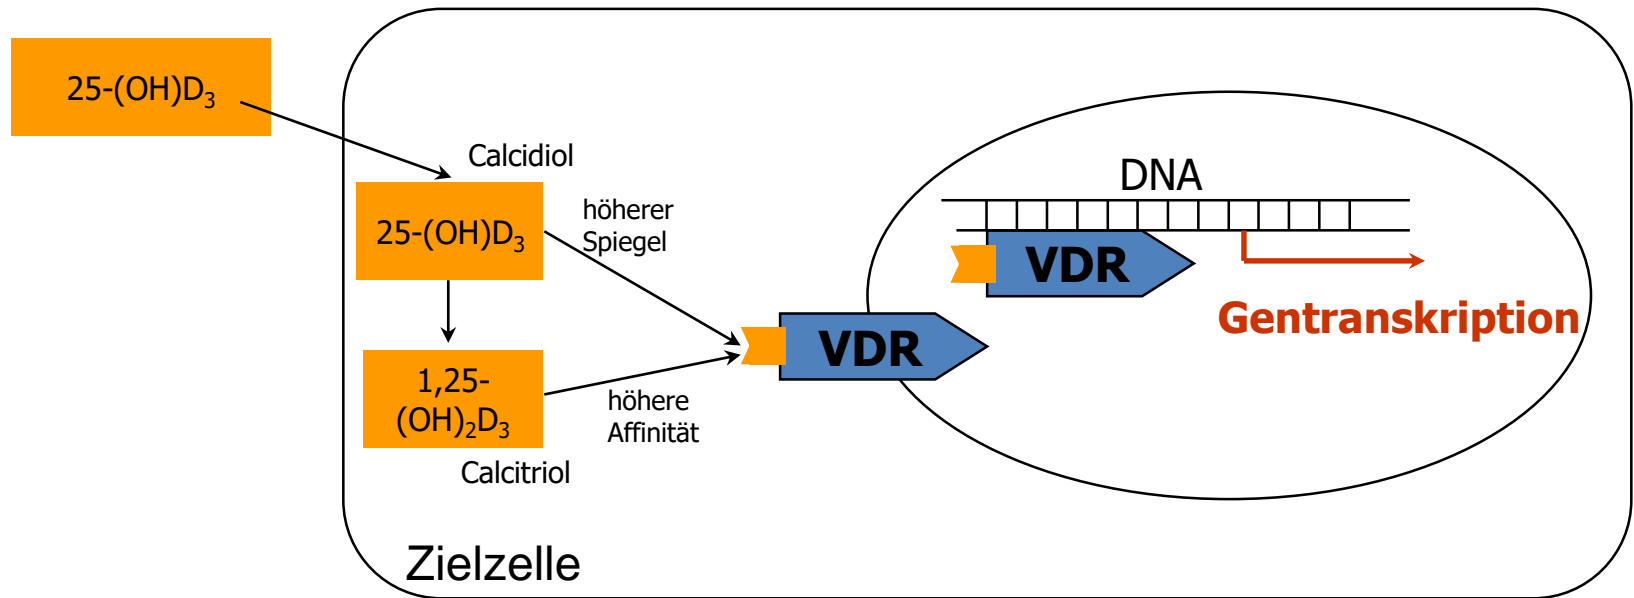 25-(OH)D₃
Calcidiol
25-(OH)D₃
höherer
Spiegel
1,25-
(OH)₂D₃
Calcitriol
höhere
Affinität
VDR
DNA
VDR
Gentranskription
Zielzelle